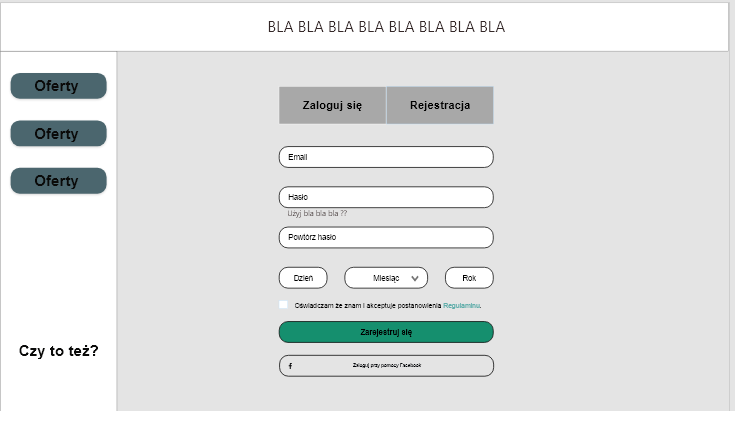 BLA BLA BLA BLA BLA BLA BLA BLA
Oferty
Oferty
Oferty
Czy to też?
Zaloguj się
Rejestracja
Email
Hasło
Użyj bla bla bla ??
Powtórz hasło
Dzień
Miesiąc
Rok
Oświadczam że znam i akceptuje postanowienia Regulaminu.
Zarejestruj się
Zaloguj przy pomocy Facebook